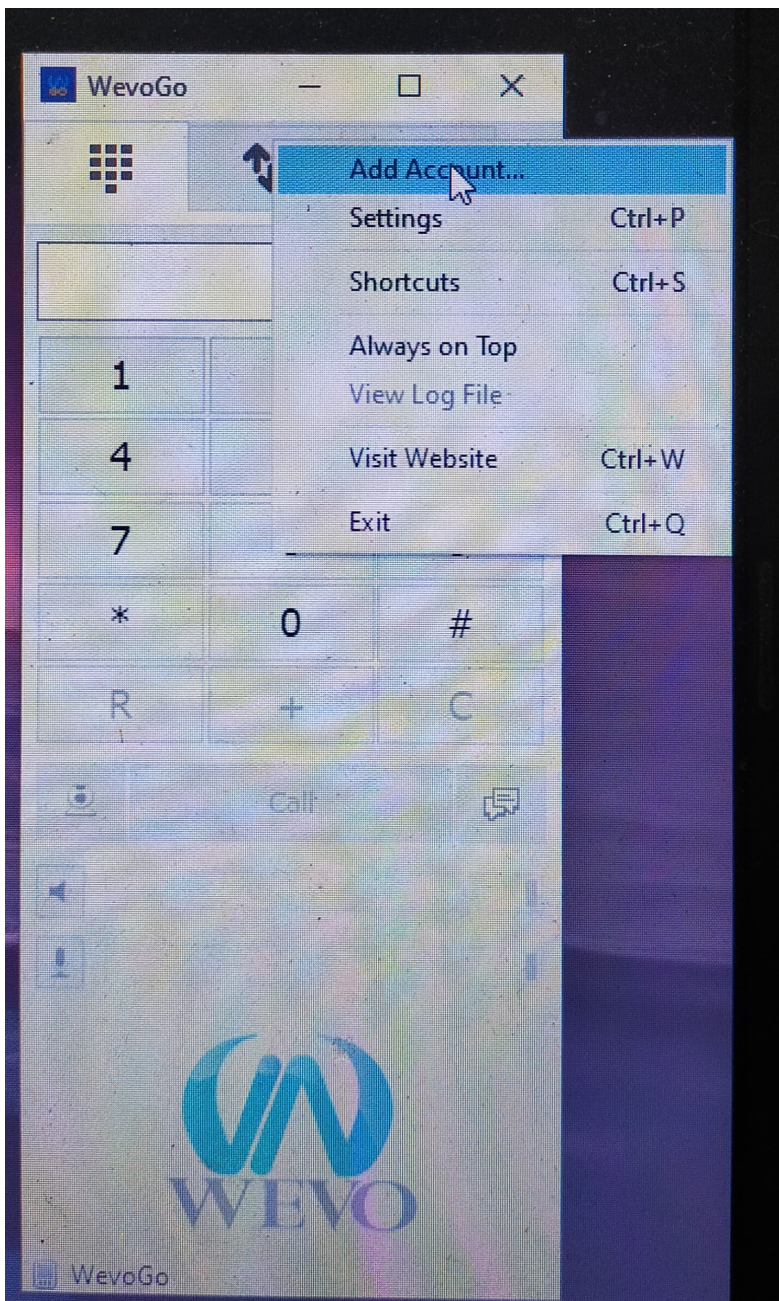 WevoGo
Add Account...
Settings Ctrl+P
Shortcuts Ctrl+S
Always on Top
View Log File
Visit Website Ctrl+W
Exit Ctrl+Q
1
4
7
* 0 #
R + C
Call
WEVO
WevoGo